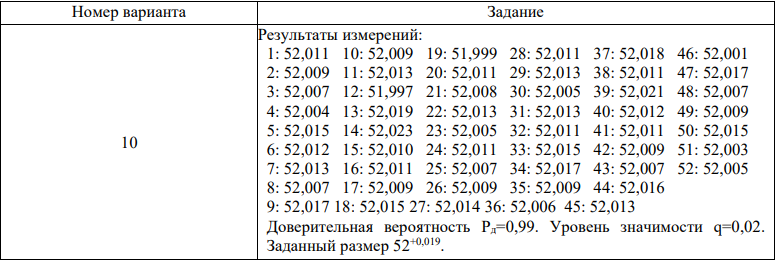 Номер варианта Задание
10
Результаты измерений:
1: 52,011 10: 52,009 19: 51,999 28: 52,011 37: 52,018 46: 52,001
2: 52,009 11: 52,013 20: 52,011 29: 52,013 38: 52,011 47: 52,017
3: 52,007 12: 51,997 21: 52,008 30: 52,005 39: 52,021 48: 52,007
4: 52,004 13: 52,019 22: 52,013 31: 52,013 40: 52,012 49: 52,009
5: 52,015 14: 52,023 23: 52,005 32: 52,011 41: 52,011 50: 52,015
6: 52,012 15: 52,010 24: 52,011 33: 52,015 42: 52,009 51: 52,003
7: 52,013 16: 52,011 25: 52,007 34: 52,017 43: 52,007 52: 52,005
8: 52,007 17: 52,009 26: 52,009 35: 52,009 44: 52,016
9: 52,017 18: 52,015 27: 52,014 36: 52,006 45: 52,013
Доверительная вероятность Pд=0,99. Уровень значимости q=0,02.
Заданный размер 52+0,019.